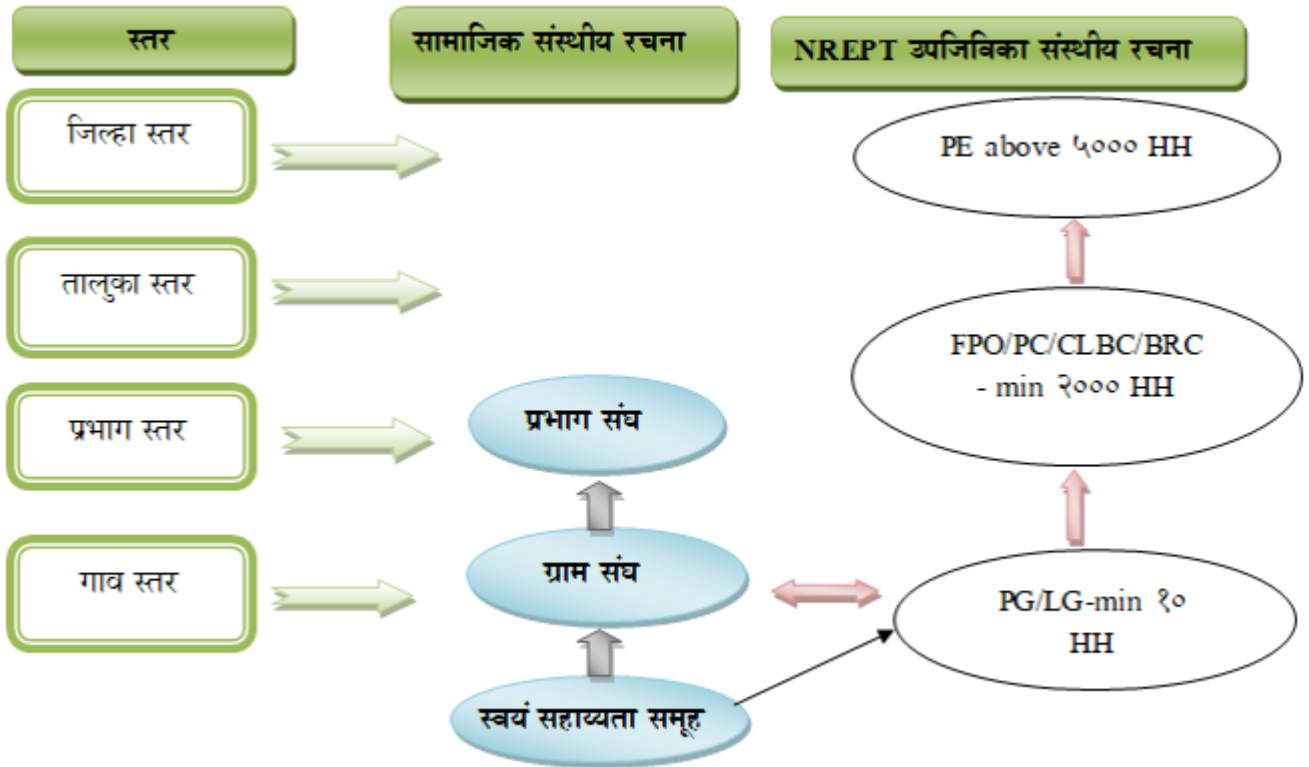 स्तर
सामाजिक संस्थीय रचना
NREPT उपजिविका संस्थीय रचना
जिल्हा स्तर
PE above ५००० HH
तालुका स्तर
FPO/PC/CLBC/BRC
- min २००० HH
प्रभाग स्तर
प्रभाग संघ
गाव स्तर
ग्राम संघ
PG/LG-min १०
HH
स्वयं सहाय्यता समूह